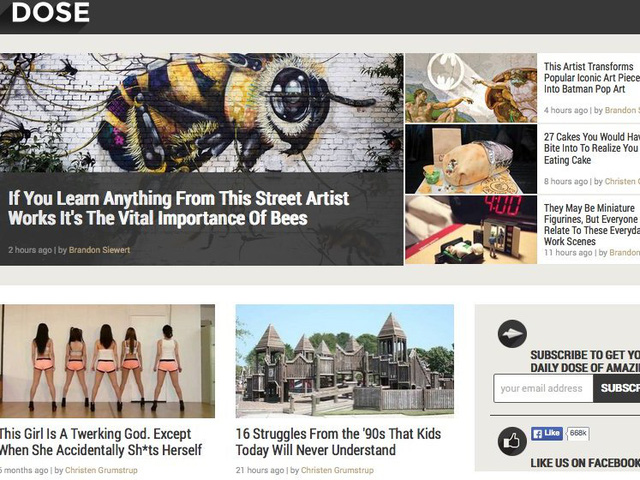 DOSE
If You Learn Anything From This Street Artist
Works It's The Vital Importance Of Bees
2 hours ago | by Brandon Siewert
This Artist Transforms
Popular Iconic Art Piece
Into Batman Pop Art
4 hours ago | by Brandon S
27 Cakes You Would Hav
Bite Into To Realize You
Eating Cake
8 hours ago | by Christen G
4:00
They May Be Miniature
Figurines, But Everyone
Relate To These Everyda
Work Scenes
11 hours ago | by Brandon
This Girl Is A Twerking God. Except
When She Accidentally Sh*ts Herself
months ago | by Christen Grumstrup
16 Struggles From the '90s That Kids
Today Will Never Understand
21 hours ago | by Christen Grumstrup
SUBSCRIBE TO GET YO
DAILY DOSE OF AMAZI
your email address
SUBSC
Like 668k
LIKE US ON FACEBOOK